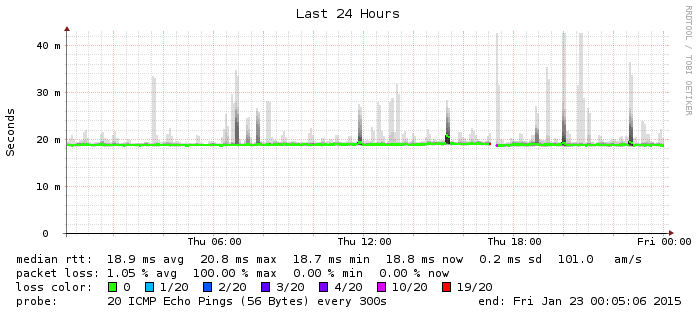 Last 24 Hours
RRDTOOL / TOBI OETIKER
Seconds
40 m
30 m
20 m
10 m
0
Thu 06:00 Thu 12:00 Thu 18:00 Fri 00:00
median rtt: 18.9 ms avg 20.8 ms max 18.7 ms min 18.8 ms now 0.2 ms sd 101.0 am/s
packet loss: 1.05 % avg 100.00 % max 0.00 % min 0.00 % now
loss color: 0 1/20 2/20 3/20 4/20 10/20 19/20
probe: 20 ICMP Echo Pings (56 Bytes) every 300s end: Fri Jan 23 00:05:06 2015